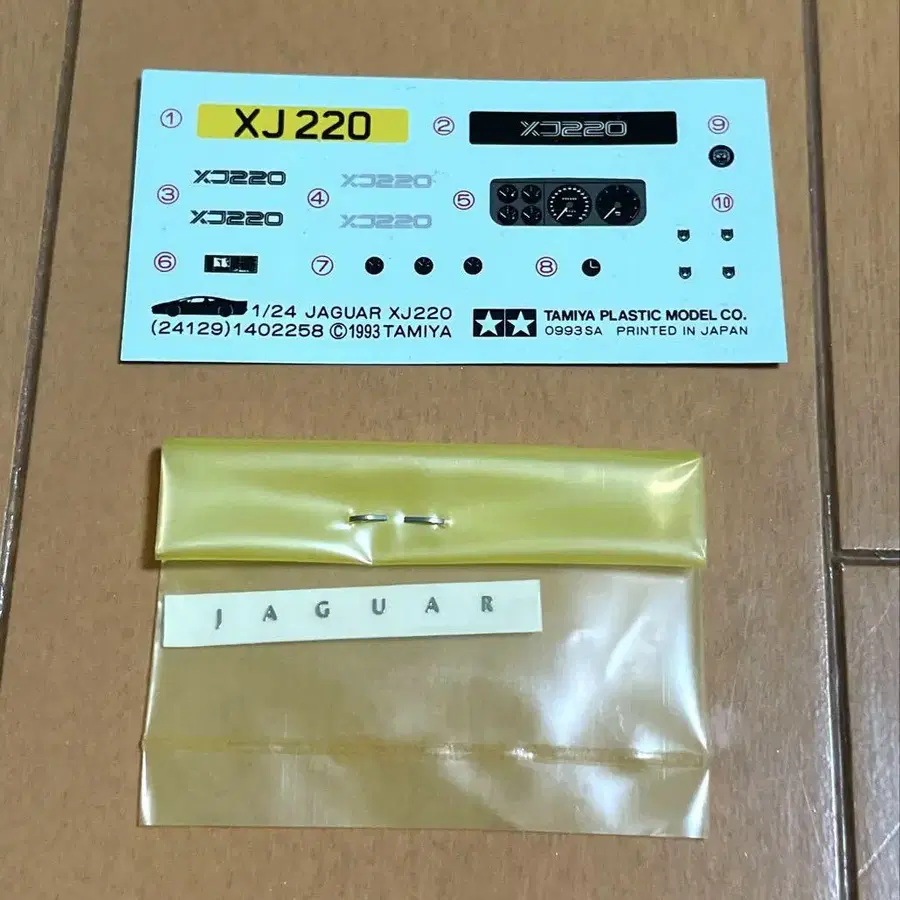 ① XJ 220 ② XJ220 ⑨
③ XJ220 ④ XJ220 ⑤ ⑩
XJ220 XJ220
⑥ ⑦ ⑧
1/24 JAGUAR XJ220
(24129)1402258 ©1993 TAMIYA
TAMIYA PLASTIC MODEL CO.
0993SA PRINTED IN JAPAN
J A G U A R